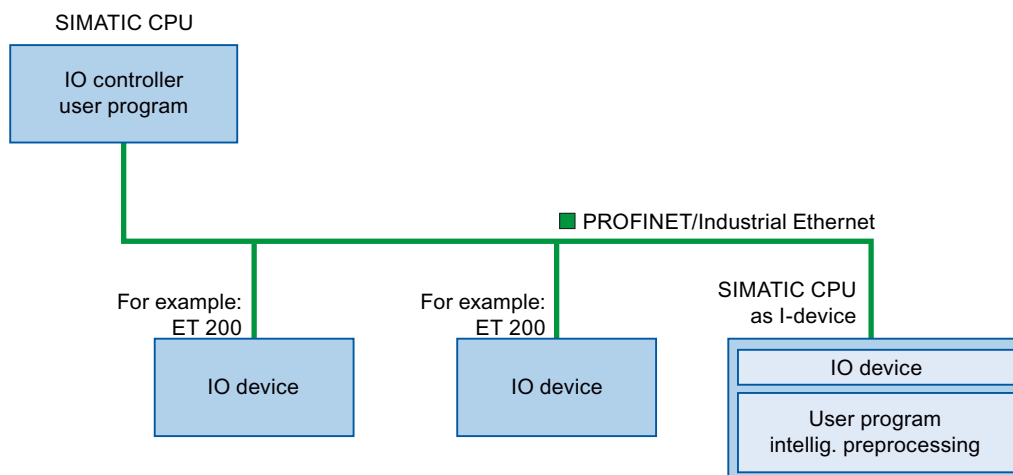 SIMATIC CPU
IO controller
user program
PROFINET/Industrial Ethernet
For example:
ET 200
IO device
For example:
ET 200
IO device
SIMATIC CPU
as I-device
IO device
User program
intellig. preprocessing